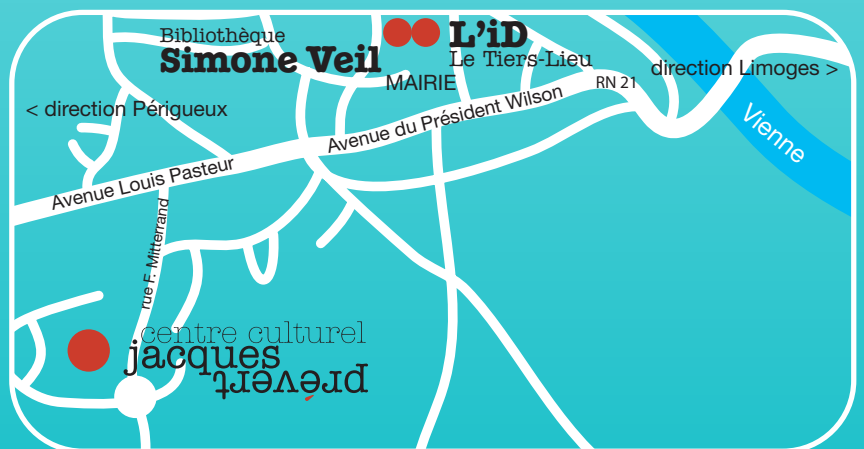 Bibliothèque
Simone Veil
L'iD
Le Tiers-Lieu
MAIRIE
RN 21
direction Limoges >
< direction Périgueux
Avenue du Président Wilson
Vienne
Avenue Louis Pasteur
rue F. Mitterrand
centre culturel
jacques
prévert